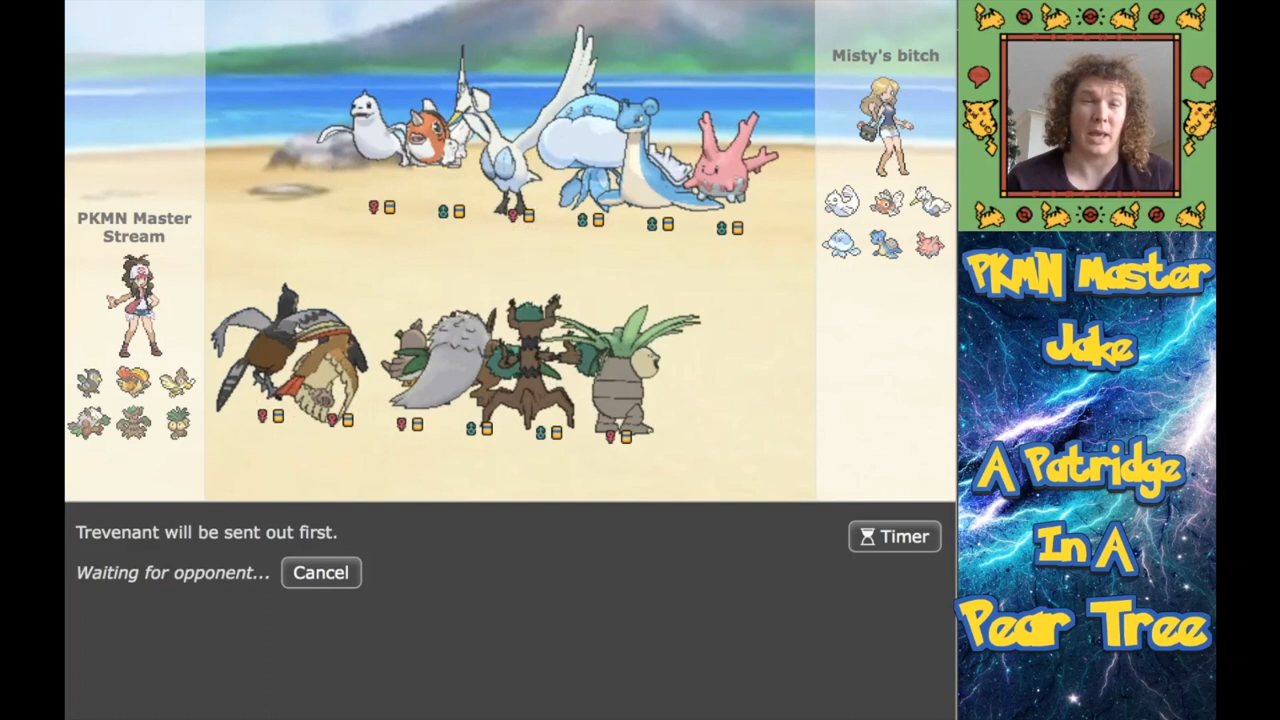 Misty's bitch
PKMN Master
Stream
PKMN Master
Jake
A Patridge
In A
Pear Tree
Trevenant will be sent out first.
Timer
Waiting for opponent...
Cancel